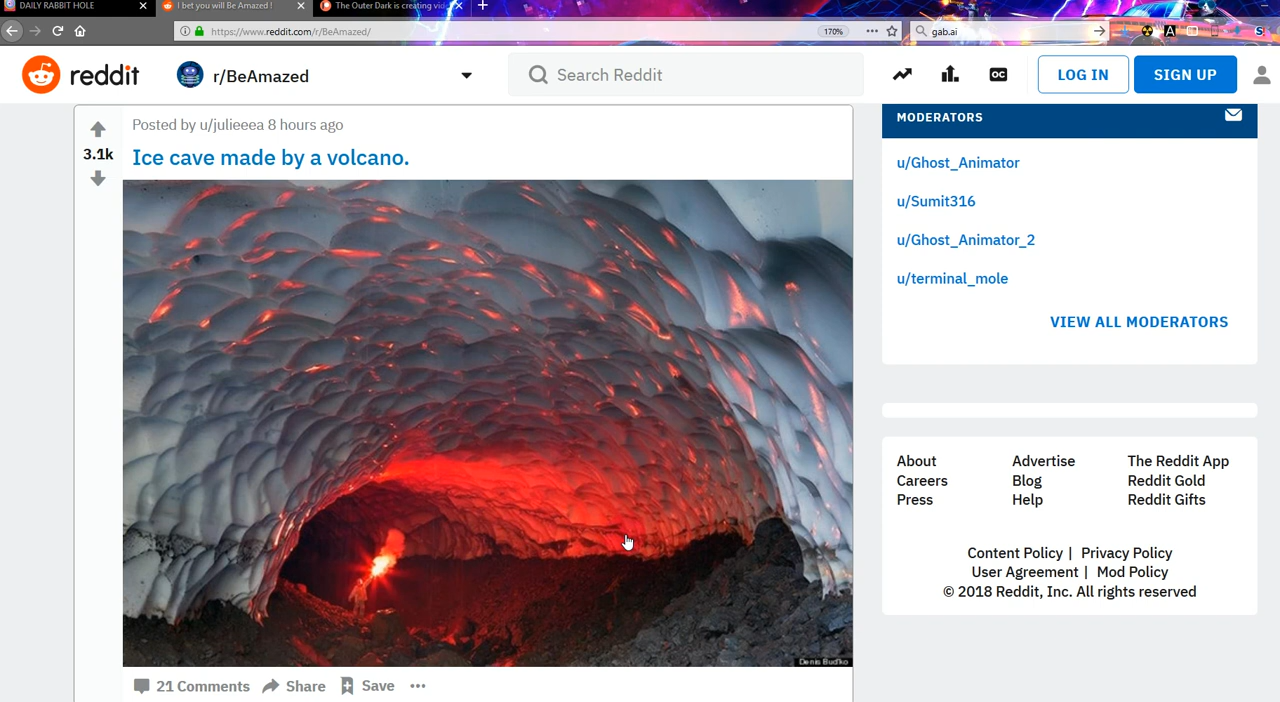 DAILY RABBIT HOLE
I bet you will Be Amazed !
The Outer Dark is creating vid
https://www.reddit.com/r/BeAmazed/
170%
gab.ai
reddit
r/BeAmazed
Search Reddit
OC
LOG IN
SIGN UP
Posted by u/julieeea 8 hours ago
3.1k
Ice cave made by a volcano.
Denis Budko
21 Comments
Share
Save
MODERATORS
u/Ghost_Animator
u/Sumit316
u/Ghost_Animator_2
u/terminal_mole
VIEW ALL MODERATORS
About
Careers
Press
Advertise
Blog
Help
The Reddit App
Reddit Gold
Reddit Gifts
Content Policy | Privacy Policy
User Agreement | Mod Policy
© 2018 Reddit, Inc. All rights reserved